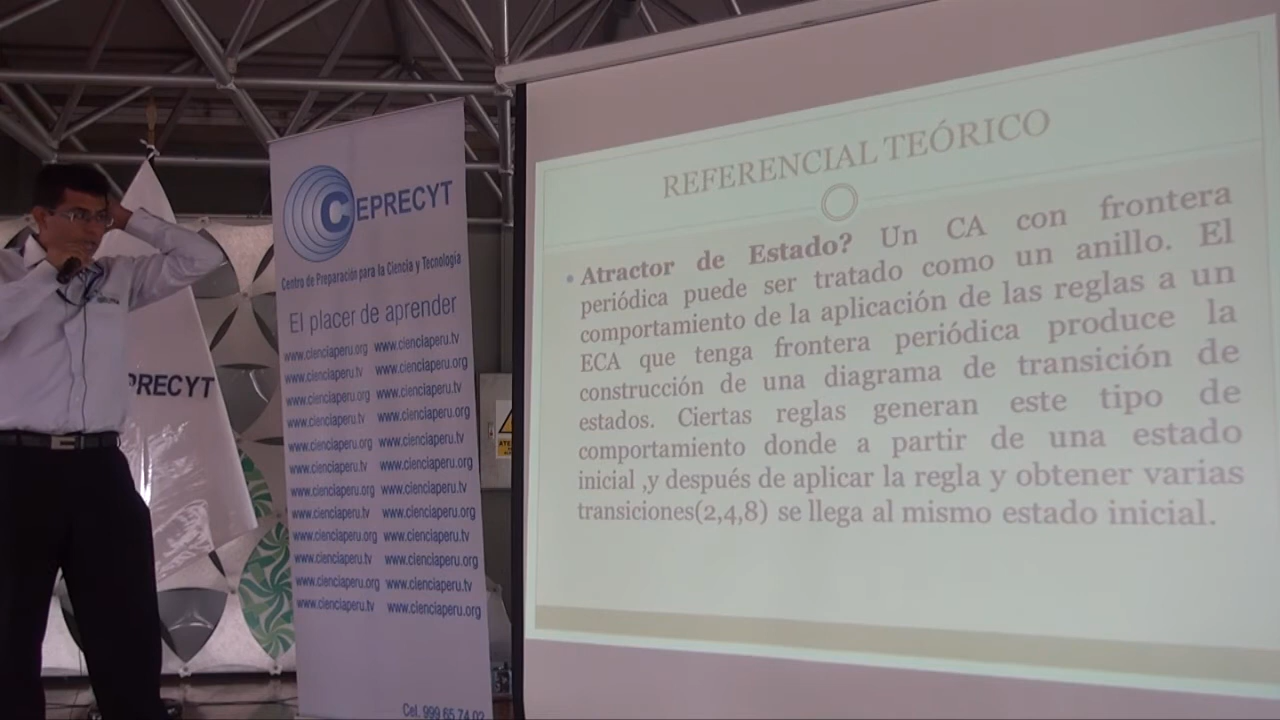 CEPRECYT
Centro de Preparación para la Ciencia y Tecnología
El placer de aprender
www.cienciaperu.org www.cienciaperu.tv
www.cienciaperu.tv www.cienciaperu.org
www.cienciaperu.org www.cienciaperu.tv
www.cienciaperu.tv www.cienciaperu.org
www.cienciaperu.org www.cienciaperu.tv
www.cienciaperu.tv www.cienciaperu.org
www.cienciaperu.org www.cienciaperu.tv
www.cienciaperu.tv www.cienciaperu.org
www.cienciaperu.org www.cienciaperu.tv
www.cienciaperu.tv www.cienciaperu.org
www.cienciaperu.org www.cienciaperu.tv
www.cienciaperu.tv www.cienciaperu.org
Cel. 999 65 74 02
PRECYT
REFERENCIAL TEÓRICO
• Atractor de Estado? Un CA con frontera
periódica puede ser tratado como un anillo. El
comportamiento de la aplicación de las reglas a un
ECA que tenga frontera periódica produce la
construcción de una diagrama de transición de
estados. Ciertas reglas generan este tipo de
comportamiento donde a partir de una estado
inicial ,y después de aplicar la regla y obtener varias
transiciones(2,4,8) se llega al mismo estado inicial.